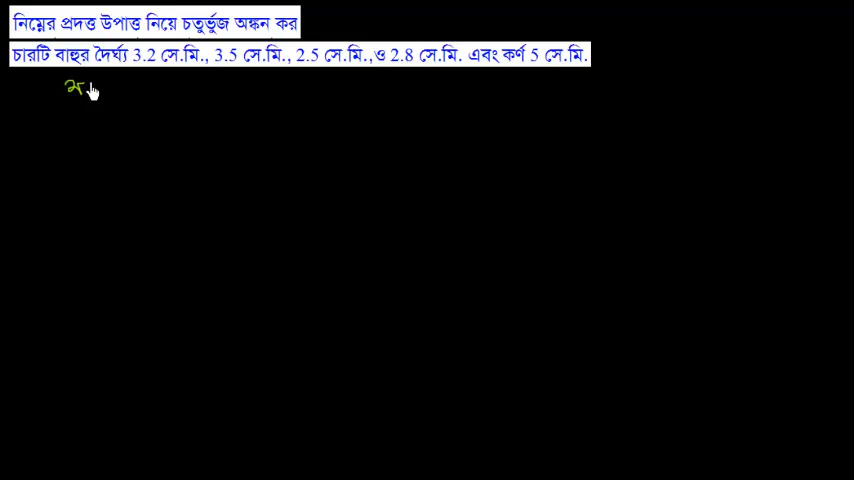 নিম্নের প্রদত্ত উপাত্ত নিয়ে চতুর্ভুজ অঙ্কন কর
চারটি বাহুর দৈর্ঘ্য 3.2 সে.মি., 3.5 সে.মি., 2.5 সে.মি.,ও 2.8 সে.মি. এবং কর্ণ 5 সে.মি.